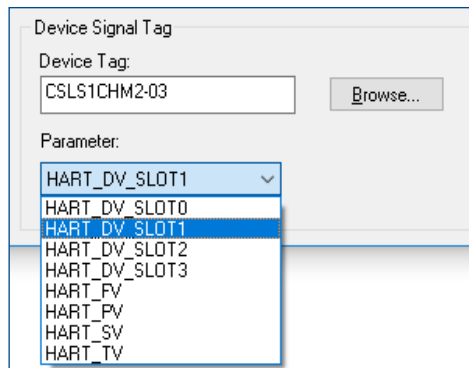 Device Signal Tag
Device Tag:
CSLS1CHM2-03
Browse...
Parameter:
HART_DV_SLOT1
HART_DV_SLOT0
HART_DV_SLOT1
HART_DV_SLOT2
HART_DV_SLOT3
HART_FV
HART_PV
HART_SV
HART_TV